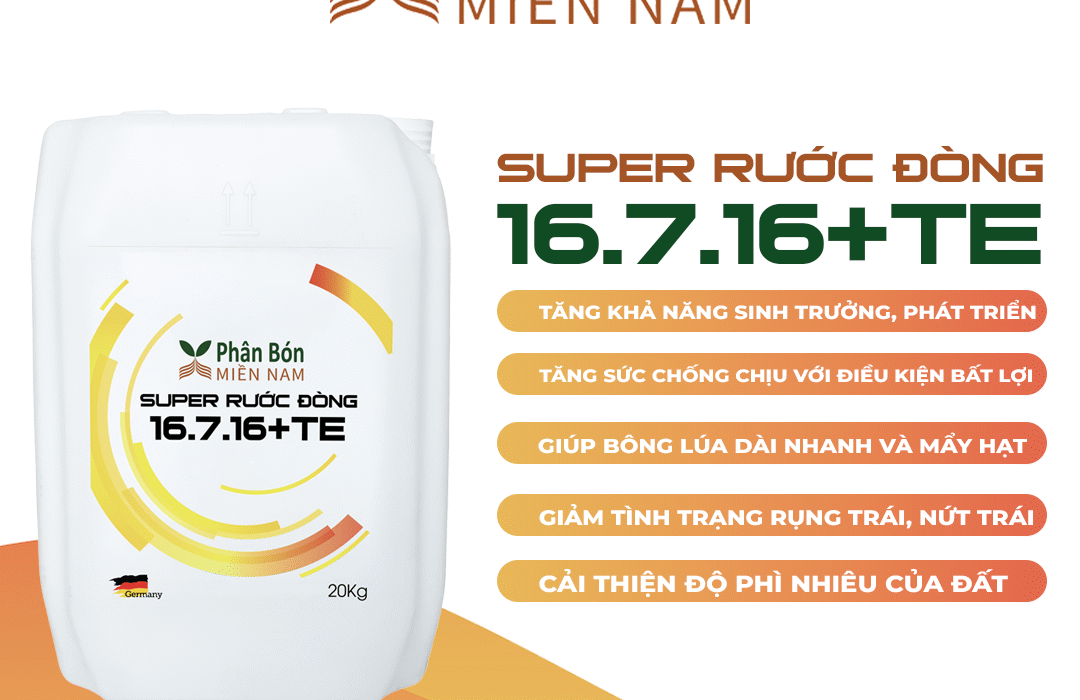 MIỀN NAM
SUPER RƯỚC ĐÒNG
16.7.16+TE
TĂNG KHẢ NĂNG SINH TRƯỞNG, PHÁT TRIỂN
TĂNG SỨC CHỐNG CHỊU VỚI ĐIỀU KIỆN BẤT LỢI
GIÚP BÔNG LÚA DÀI NHANH VÀ MẨY HẠT
GIẢM TÌNH TRẠNG RỤNG TRÁI, NỨT TRÁI
CẢI THIỆN ĐỘ PHÌ NHIÊU CỦA ĐẤT
Phân Bón
MIỀN NAM
SUPER RƯỚC ĐÒNG
16.7.16+TE
Germany
20Kg